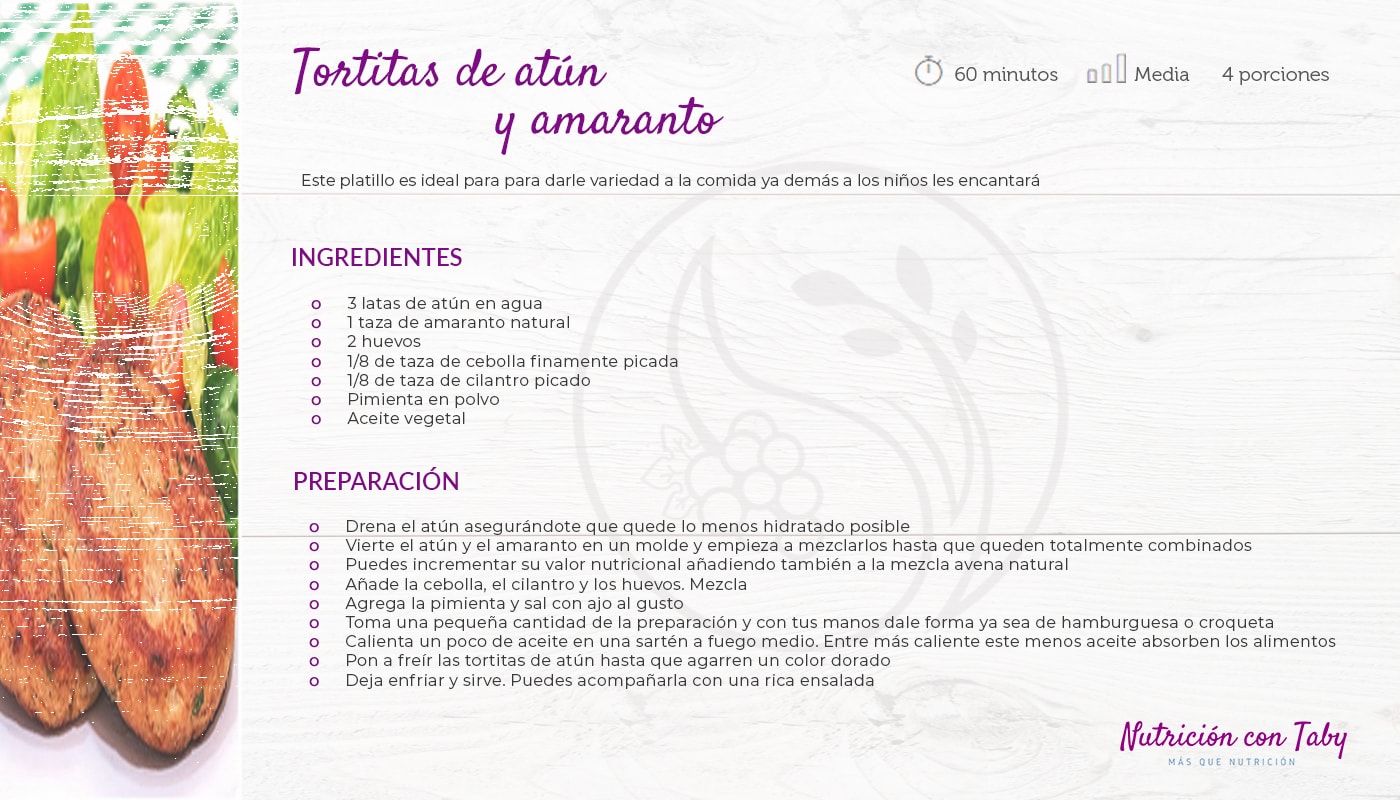 Tortitas de atún
y amaranto
60 minutos Media 4 porciones
Este platillo es ideal para para darle variedad a la comida ya demás a los niños les encantará
INGREDIENTES
o 3 latas de atún en agua
o 1 taza de amaranto natural
o 2 huevos
o 1/8 de taza de cebolla finamente picada
o 1/8 de taza de cilantro picado
o Pimienta en polvo
o Aceite vegetal
PREPARACIÓN
o Drena el atún asegurándote que quede lo menos hidratado posible
o Vierte el atún y el amaranto en un molde y empieza a mezclarlos hasta que queden totalmente combinados
o Puedes incrementar su valor nutricional añadiendo también a la mezcla avena natural
o Añade la cebolla, el cilantro y los huevos. Mezcla
o Agrega la pimienta y sal con ajo al gusto
o Toma una pequeña cantidad de la preparación y con tus manos dale forma ya sea de hamburguesa o croqueta
o Calienta un poco de aceite en una sartén a fuego medio. Entre más caliente este menos aceite absorben los alimentos
o Pon a freír las tortitas de atún hasta que agarren un color dorado
o Deja enfriar y sirve. Puedes acompañarla con una rica ensalada
Nutrición con Taby
MÁS QUE NUTRICIÓN